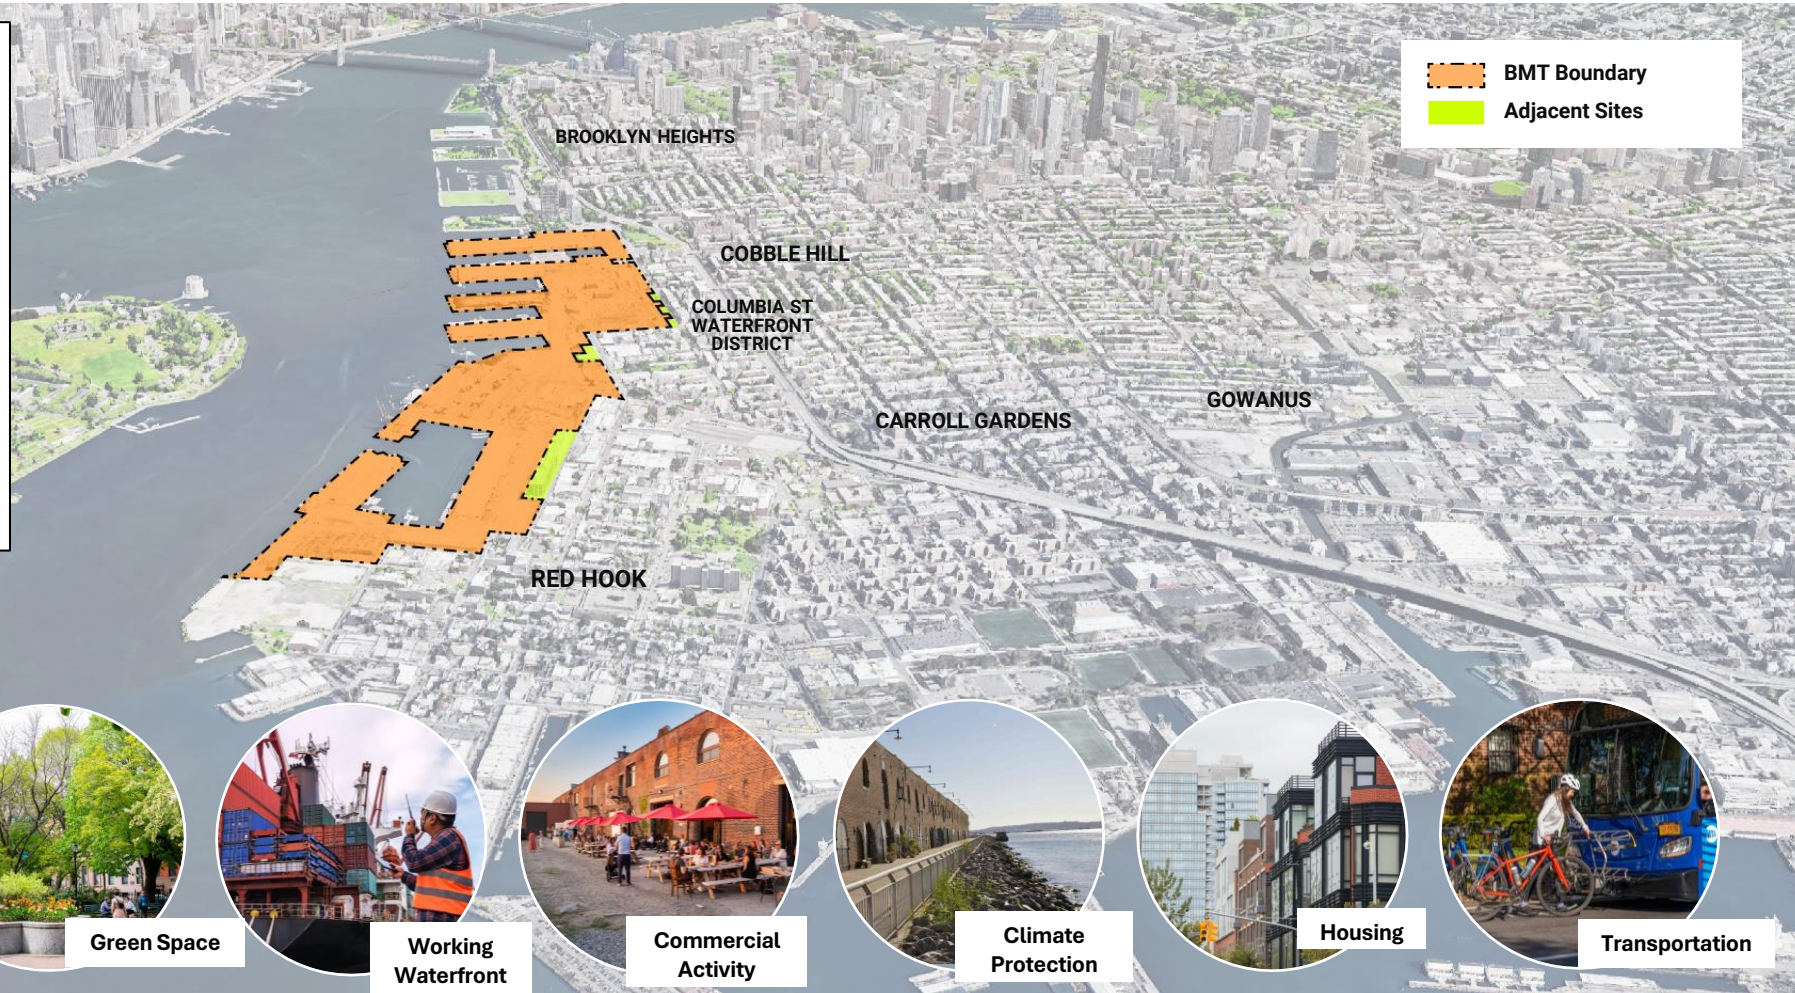 BMT Boundary
Adjacent Sites
BROOKLYN HEIGHTS
COBBLE HILL
COLUMBIA ST
WATERFRONT
DISTRICT
GOWANUS
CARROLL GARDENS
RED HOOK
Green Space
Working
Waterfront
Commercial
Activity
Climate
Protection
Housing
Transportation